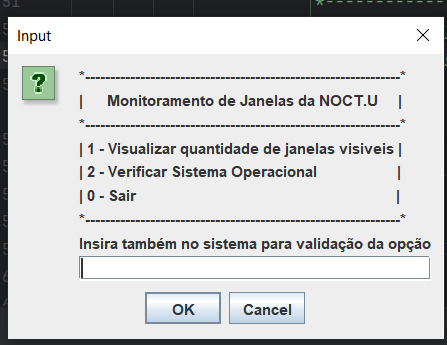 Input
*-----------------------------------------------------------------*
| Monitoramento de Janelas da NOCT.U |
*-----------------------------------------------------------------*
| 1 - Visualizar quantidade de janelas visiveis |
| 2 - Verificar Sistema Operacional |
| 0 - Sair |
*-----------------------------------------------------------------*
Insira também no sistema para validação da opção
OK Cancel